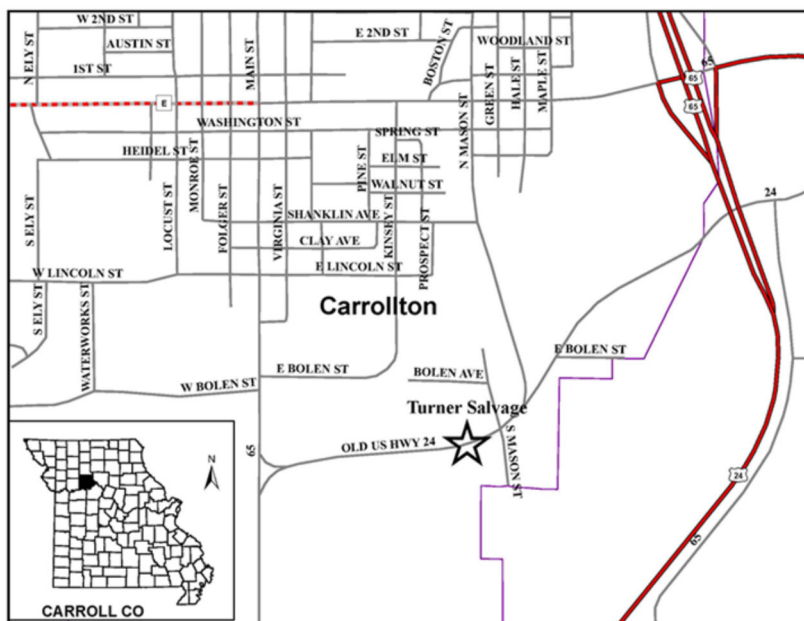 W 2ND ST
E 2ND ST
WOODLAND ST
AUSTIN ST
N ELY ST
MAIN ST
BOSTON ST
1ST ST
GREEN ST
HALE ST
MAPLE ST
65
65
65
E
WASHINGTON ST
SPRING ST
N MASON ST
HEIDEL ST
MONROE ST
PINE ST
ELM ST
WALNUT ST
24
S ELY ST
LOCUST ST
FOLGER ST
VIRGINIA ST
SHANKLIN AVE
KINSEY ST
PROSPECT ST
CLAY AVE
W LINCOLN ST
E LINCOLN ST
S ELY ST
WATERWORKS ST
Carrollton
E BOLEN ST
E BOLEN ST
BOLEN AVE
W BOLEN ST
Turner Salvage
OLD US HWY 24
S MASON ST
65
N
24
65
CARROLL CO